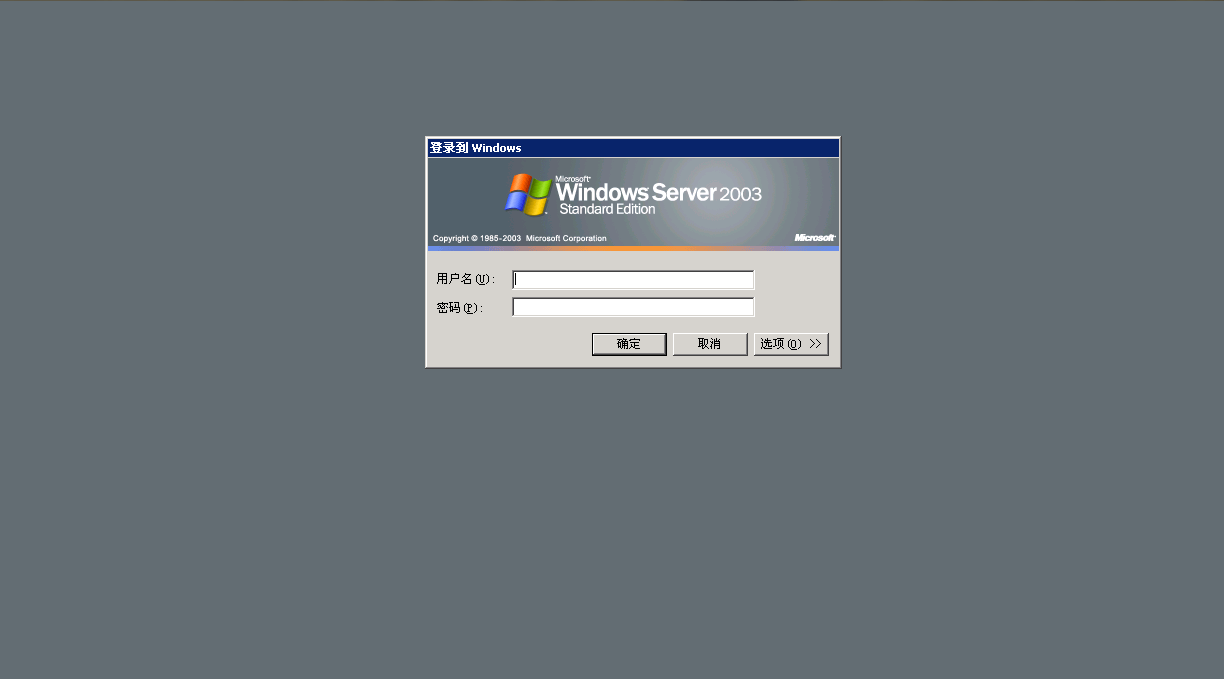 登录到 Windows
Microsoft®
Windows Server 2003
Standard Edition
Copyright © 1985-2003 Microsoft Corporation
Microsoft®
用户名(U):
密码(P):
确定
取消
选项(O) >>